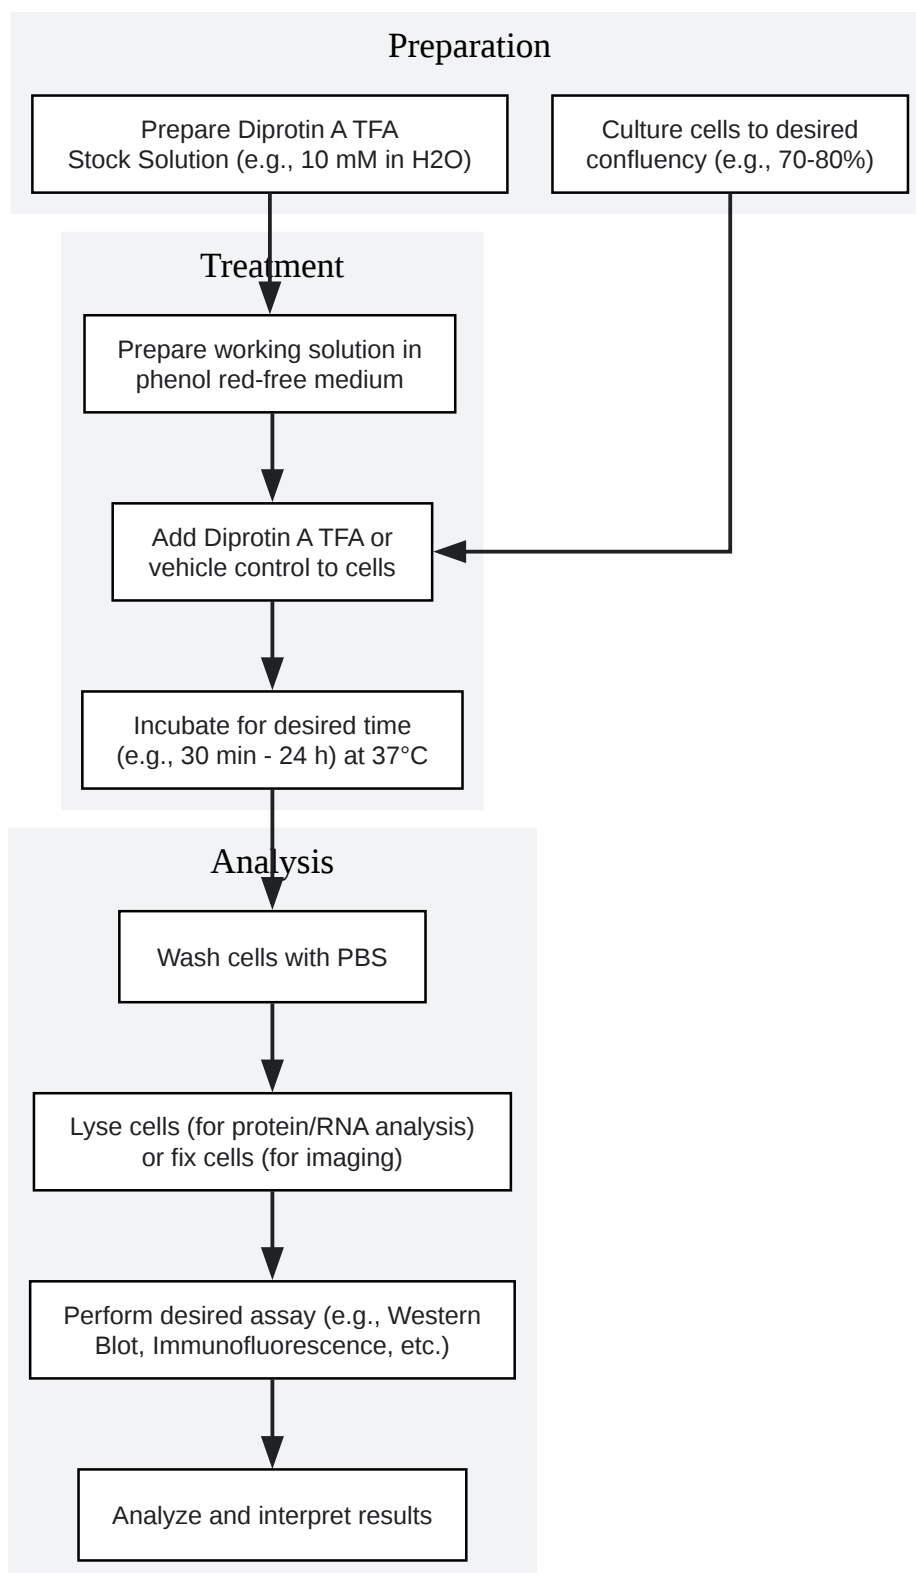 Preparation
Prepare Diprotin A TFA
Stock Solution (e.g., 10 mM in H2O)
Culture cells to desired
confluency (e.g., 70-80%)
Treatment
Prepare working solution in
phenol red-free medium
Add Diprotin A TFA or
vehicle control to cells
Incubate for desired time
(e.g., 30 min - 24 h) at 37°C
Analysis
Wash cells with PBS
Lyse cells (for protein/RNA analysis)
or fix cells (for imaging)
Perform desired assay (e.g., Western
Blot, Immunofluorescence, etc.)
Analyze and interpret results